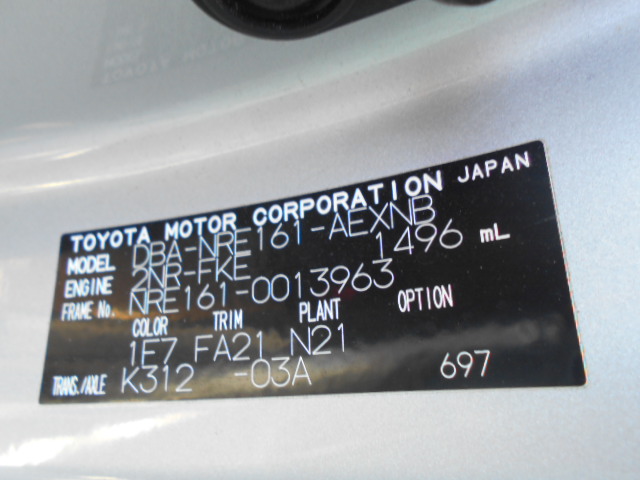 TOYOTA MOTOR CORPORATION JAPAN
MODEL DBA-NRE161-AEXNB
ENGINE 2NR-FKE 1496 mL
FRAME No. NRE161-0013963
COLOR TRIM PLANT OPTION
1E7 FA21 N21
TRANS./AXLE K312 -03A 697